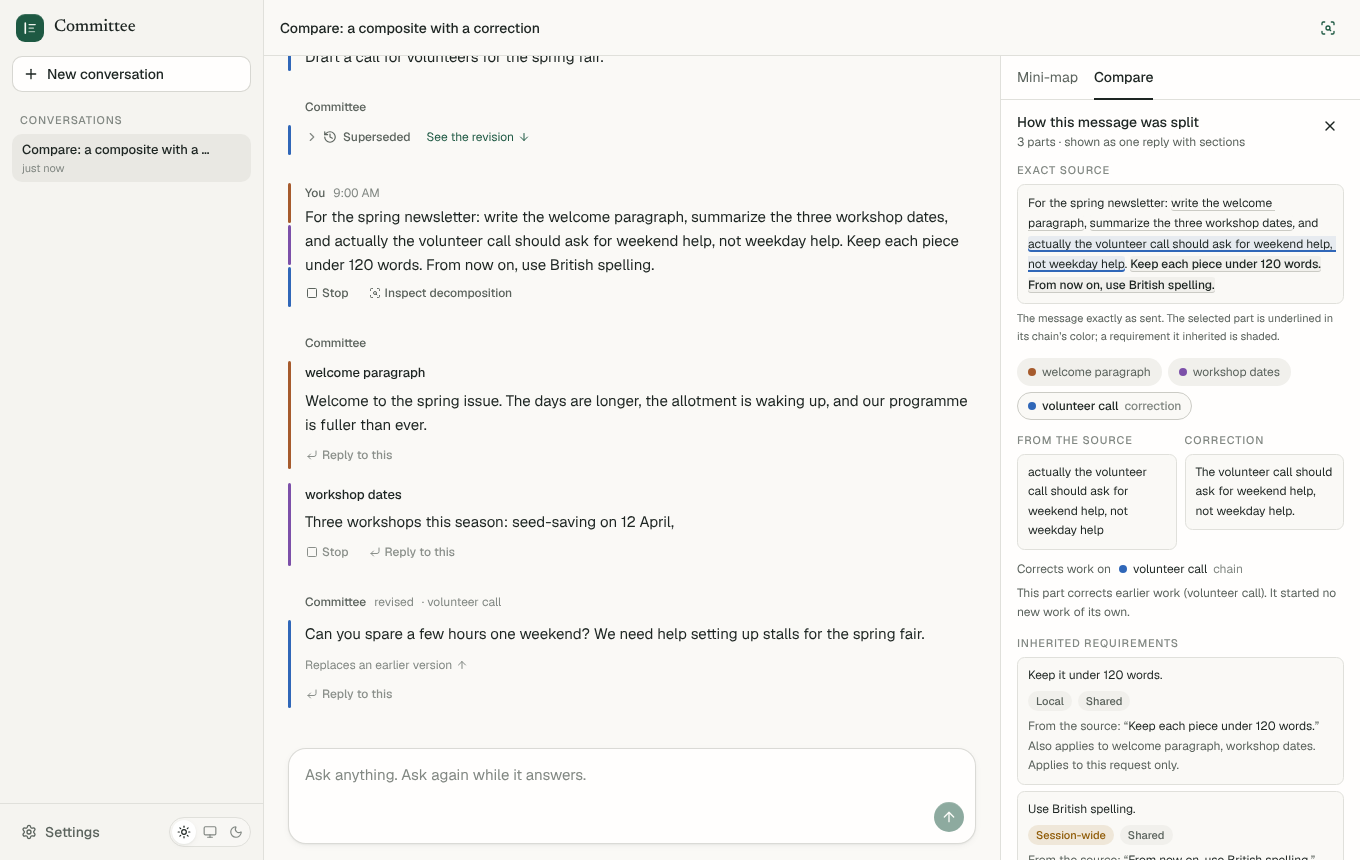 Committee
New conversation
CONVERSATIONS
Compare: a composite with a ...
just now
Settings
Compare: a composite with a correction
Draft a call for volunteers for the spring fair.
Committee
Superseded See the revision ↓
You 9:00 AM
For the spring newsletter: write the welcome paragraph, summarize the three workshop dates,
and actually the volunteer call should ask for weekend help, not weekday help. Keep each piece
under 120 words. From now on, use British spelling.
Stop Inspect decomposition
Committee
welcome paragraph
Welcome to the spring issue. The days are longer, the allotment is waking up, and our programme
is fuller than ever.
Reply to this
workshop dates
Three workshops this season: seed-saving on 12 April,
Stop Reply to this
Committee revised · volunteer call
Can you spare a few hours one weekend? We need help setting up stalls for the spring fair.
Replaces an earlier version ↑
Reply to this
Ask anything. Ask again while it answers.
Mini-map Compare
How this message was split
3 parts · shown as one reply with sections
EXACT SOURCE
For the spring newsletter: write the welcome
paragraph, summarize the three workshop dates, and
actually the volunteer call should ask for weekend help,
not weekday help. Keep each piece under 120 words.
From now on, use British spelling.
The message exactly as sent. The selected part is underlined in
its chain's color; a requirement it inherited is shaded.
welcome paragraph workshop dates
volunteer call correction
FROM THE SOURCE CORRECTION
actually the volunteer
call should ask for
weekend help, not
weekday help
The volunteer call should
ask for weekend help,
not weekday help.
Corrects work on volunteer call chain
This part corrects earlier work (volunteer call). It started no
new work of its own.
INHERITED REQUIREMENTS
Keep it under 120 words.
Local Shared
From the source: “Keep each piece under 120 words.”
Also applies to welcome paragraph, workshop dates.
Applies to this request only.
Use British spelling.
Session-wide Shared
From the source: “From now on, use British spelling.”